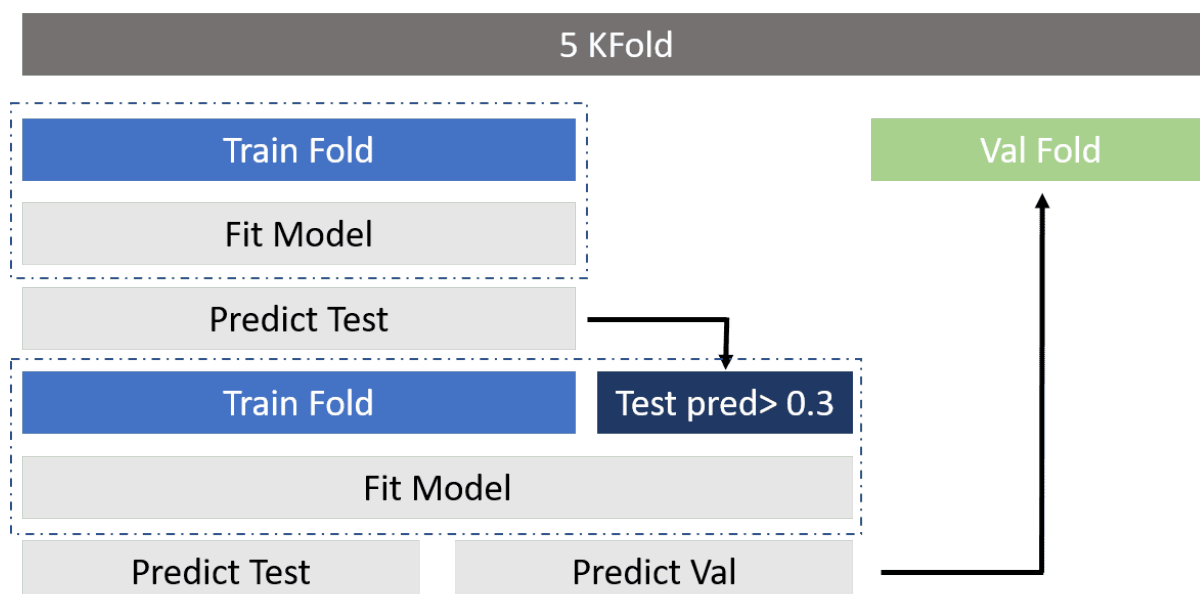 5 KFold
Train Fold
Val Fold
Fit Model
Predict Test
Train Fold
Test pred> 0.3
Fit Model
Predict Test
Predict Val